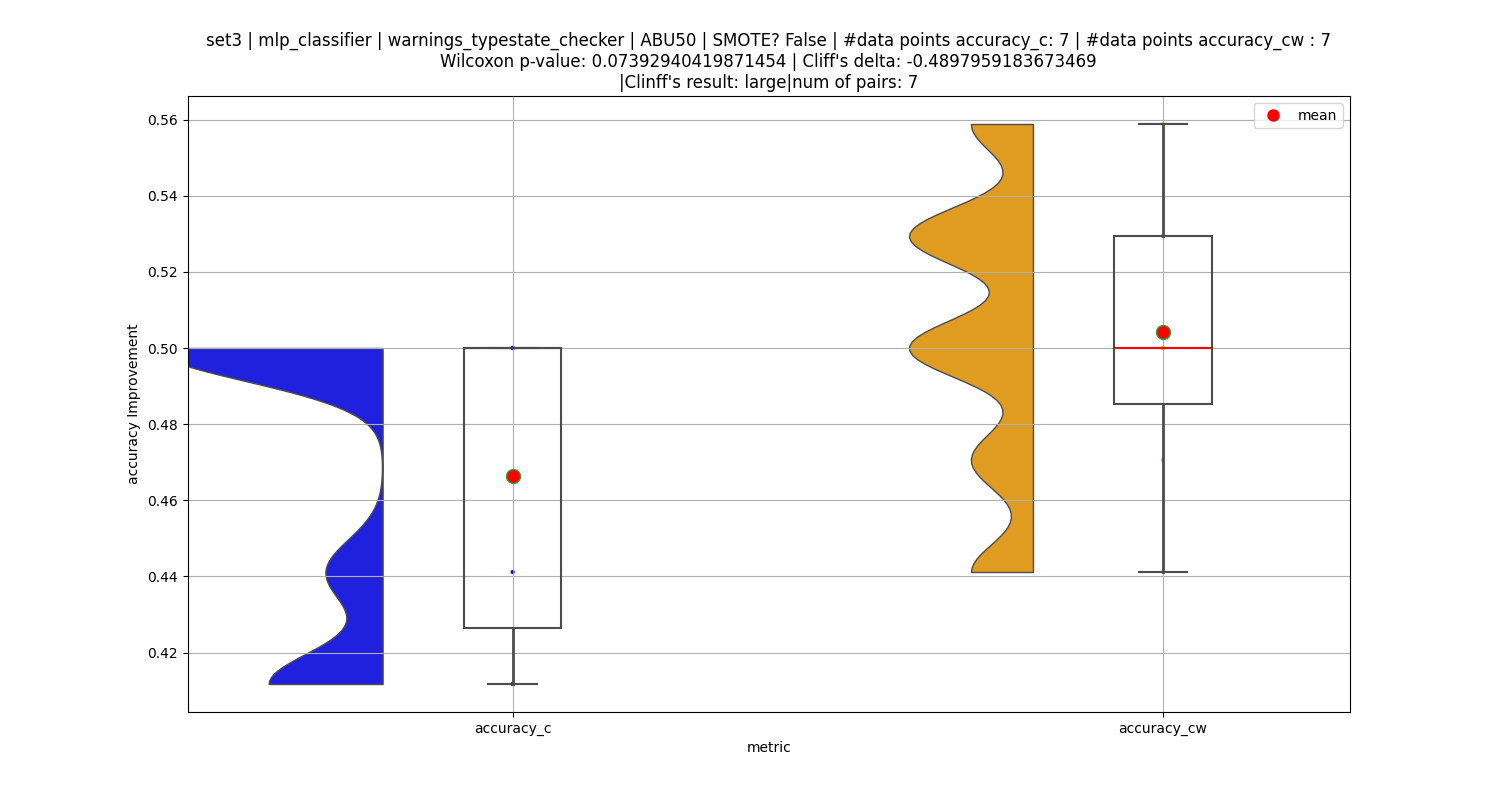 set3 | mlp_classifier | warnings_typestate_checker | ABU50 | SMOTE? False | #data points accuracy_c: 7 | #data points accuracy_cw : 7
Wilcoxon p-value: 0.07392940419871454 | Cliff's delta: -0.4897959183673469
|Clinff's result: large|num of pairs: 7
mean
0.56
0.54
0.52
0.50
0.48
0.46
0.44
0.42
accuracy Improvement
accuracy_c
accuracy_cw
metric